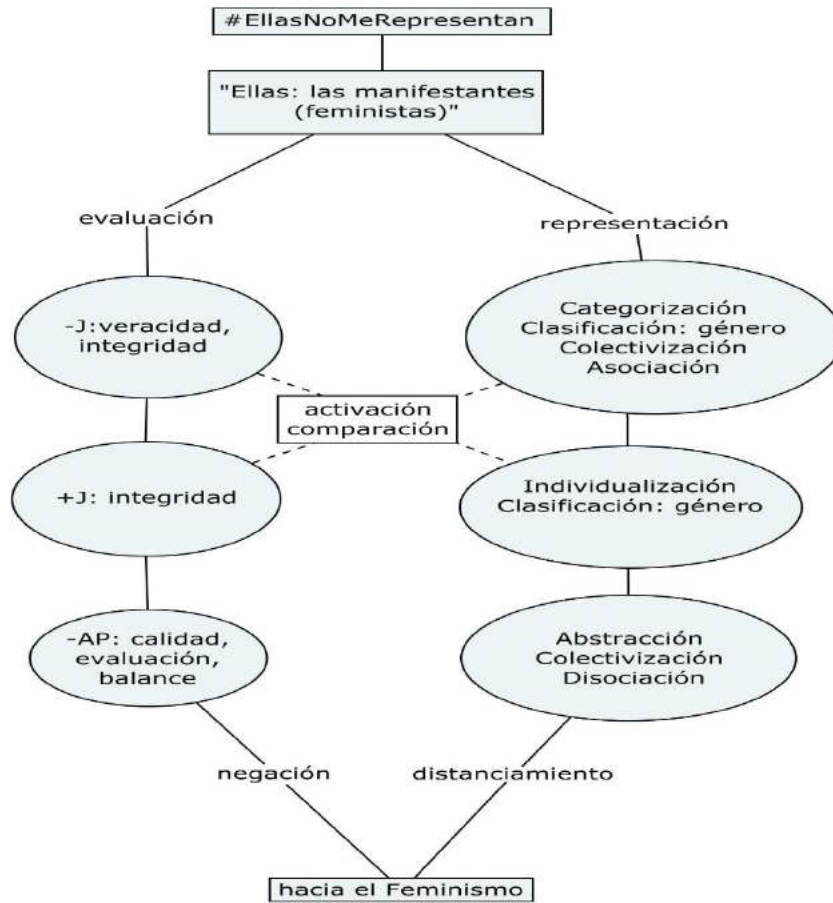 #EllasNoMeRepresentan
"Ellas: las manifestantes
(feministas)"
evaluación
representación
-J:veracidad,
integridad
Categorización
Clasificación: género
Colectivización
Asociación
activación
comparación
+J: integridad
Individualización
Clasificación: género
-AP: calidad,
evaluación,
balance
Abstracción
Colectivización
Disociación
negación
distanciamiento
hacia el Feminismo